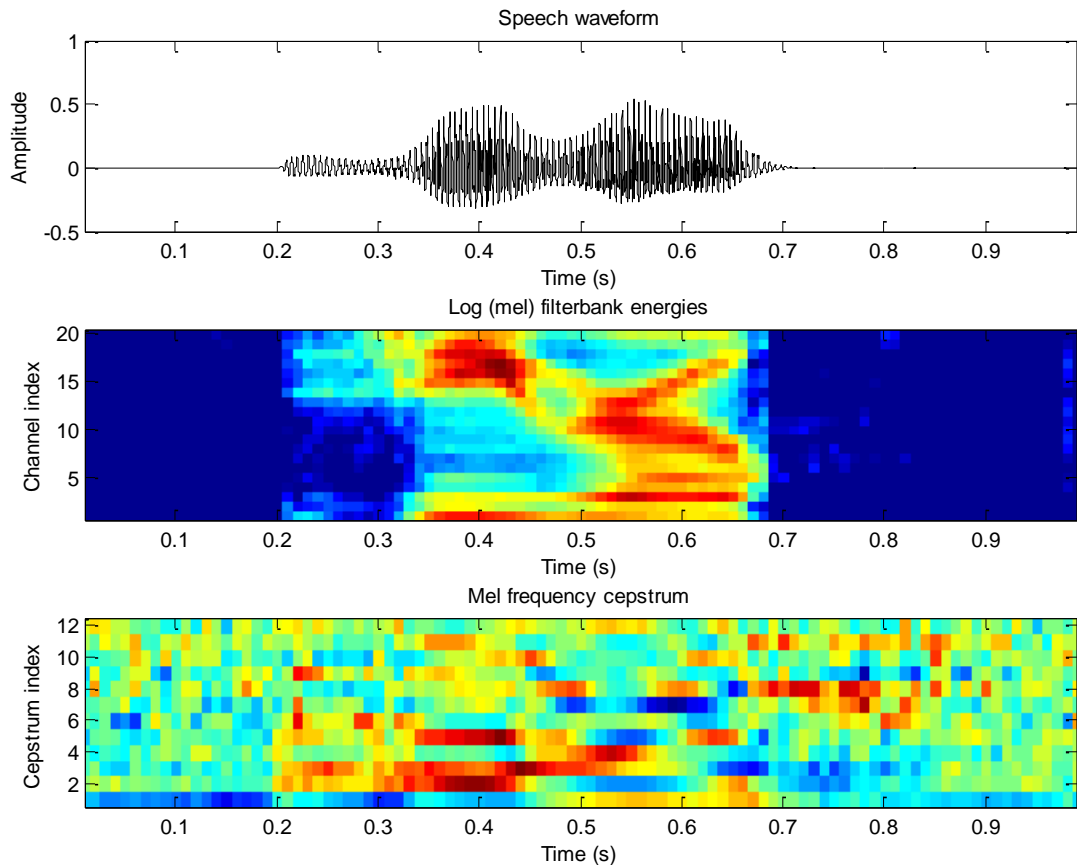 Speech waveform
1
0.5
0
-0.5
Amplitude
0.1 0.2 0.3 0.4 0.5 0.6 0.7 0.8 0.9
Time (s)
Log (mel) filterbank energies
20
15
10
5
Channel index
0.1 0.2 0.3 0.4 0.5 0.6 0.7 0.8 0.9
Time (s)
Mel frequency cepstrum
12
10
8
6
4
2
Cepstrum index
0.1 0.2 0.3 0.4 0.5 0.6 0.7 0.8 0.9
Time (s)